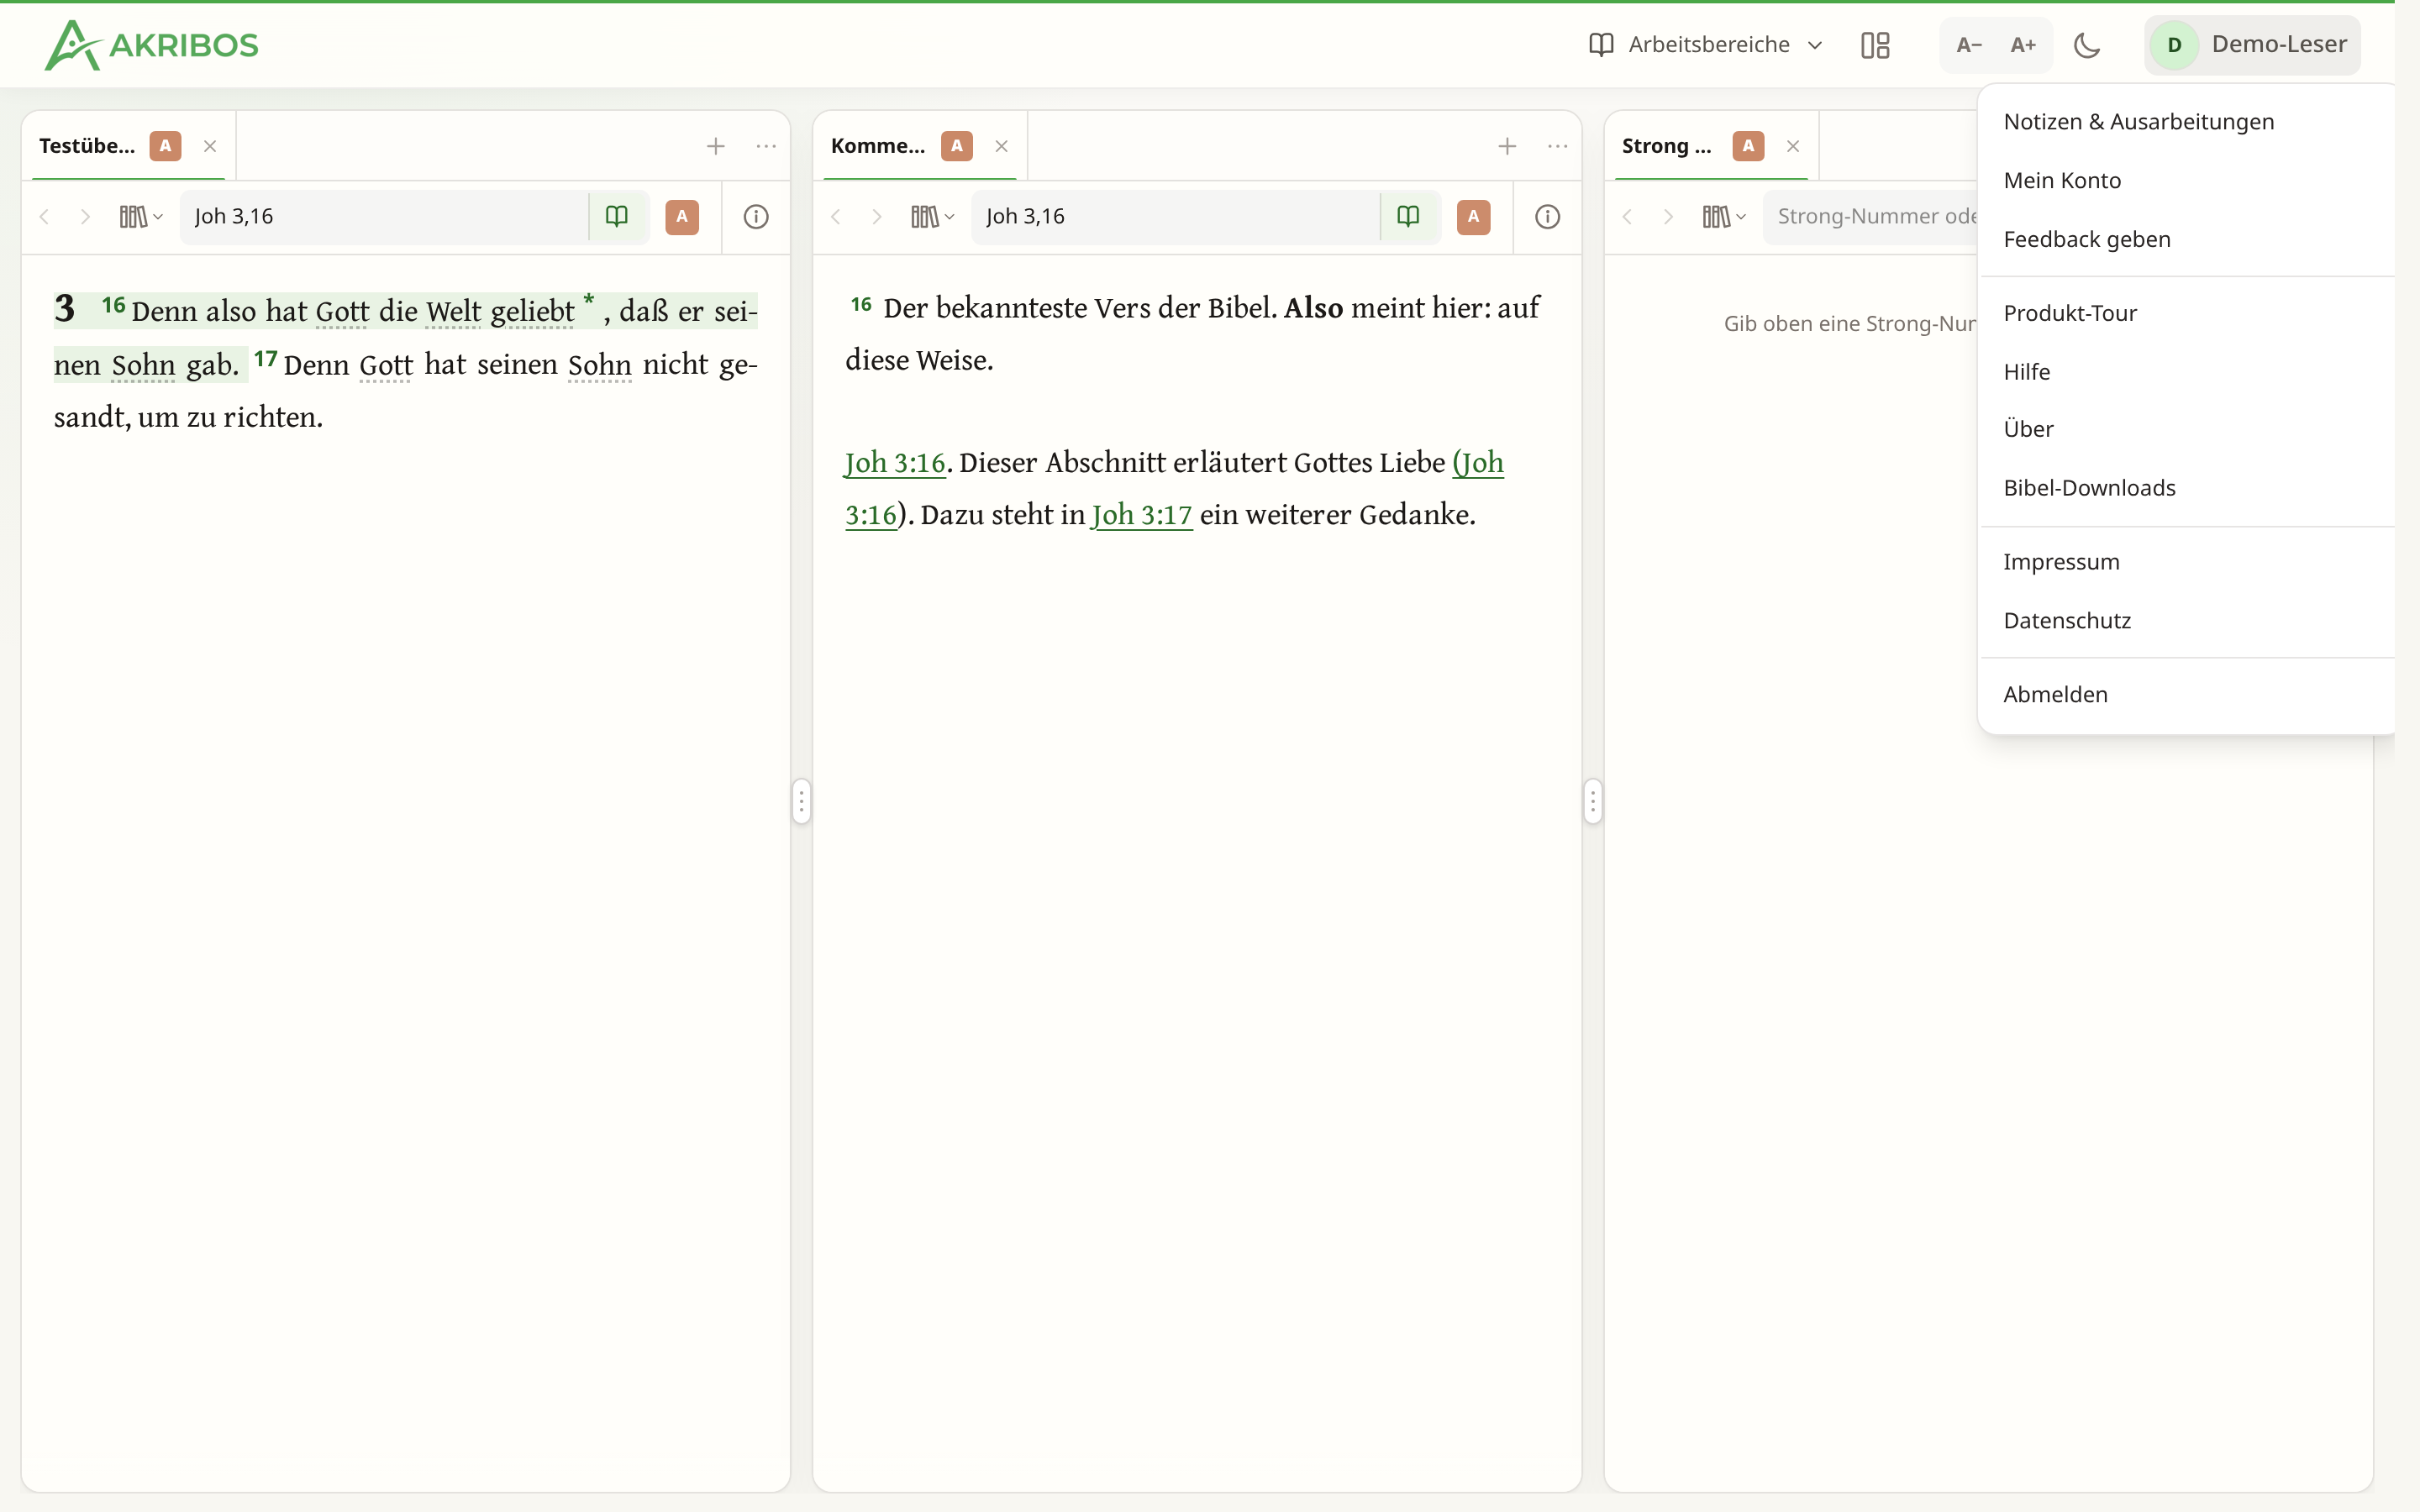 AKRIBOS
Arbeitsbereiche
A− A+
D Demo-Leser
Testübe... A
Joh 3,16 A
3 16 Denn also hat Gott die Welt geliebt * , daß er sei-
nen Sohn gab. 17 Denn Gott hat seinen Sohn nicht ge-
sandt, um zu richten.
Komme... A
Joh 3,16 A
16 Der bekannteste Vers der Bibel. Also meint hier: auf
diese Weise.
Joh 3:16. Dieser Abschnitt erläutert Gottes Liebe (Joh
3:16). Dazu steht in Joh 3:17 ein weiterer Gedanke.
Strong ... A
Strong-Nummer ode
Gib oben eine Strong-Nur
Notizen & Ausarbeitungen
Mein Konto
Feedback geben
Produkt-Tour
Hilfe
Über
Bibel-Downloads
Impressum
Datenschutz
Abmelden